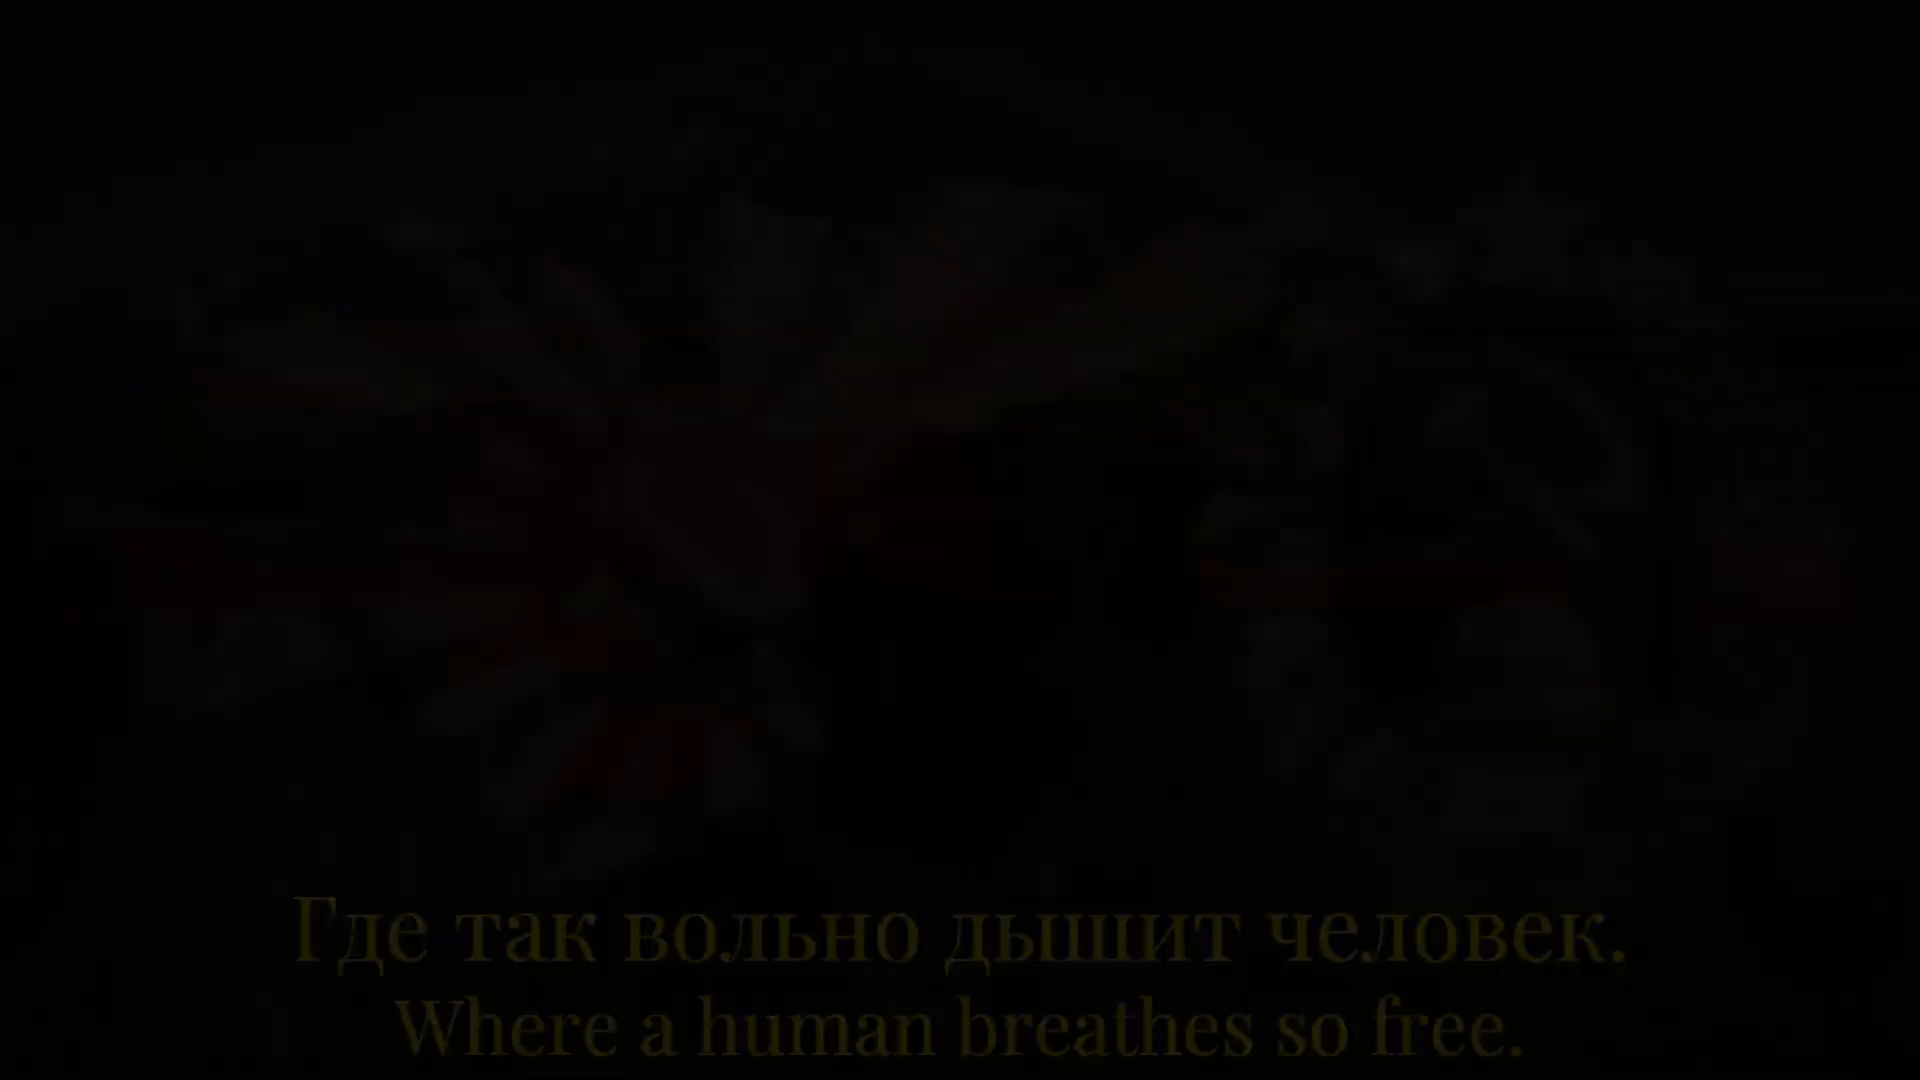 Где так вольно дышит человек.
Where a human breathes so free.